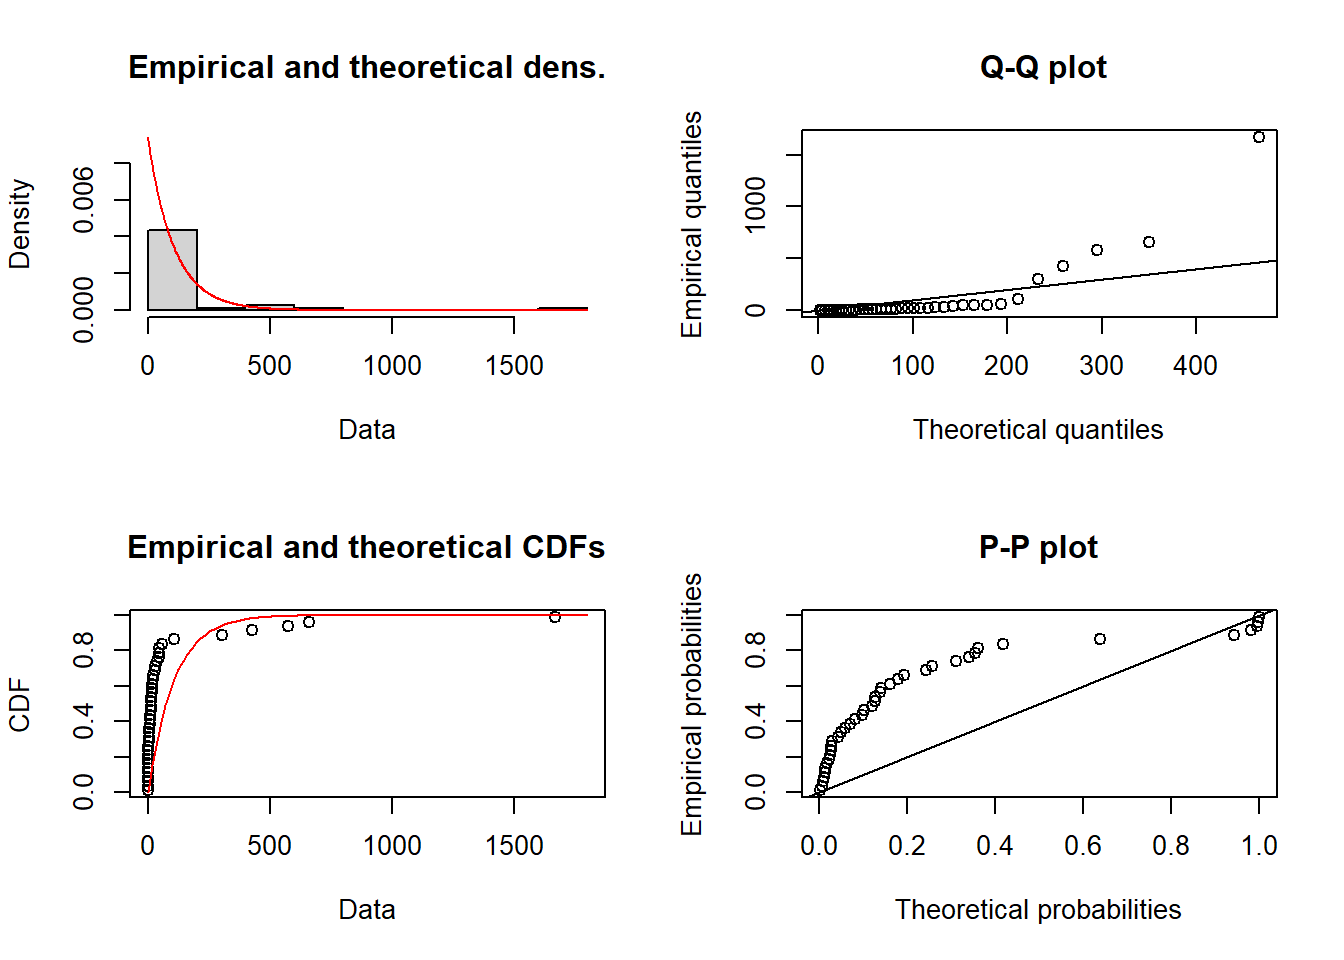 Empirical and theoretical dens.
Density
0.000
0.006
0
500
1000
1500
Data
Q-Q plot
Empirical quantiles
0
1000
0
100
200
300
400
Theoretical quantiles
Empirical and theoretical CDFs
CDF
0.0
0.4
0.8
0
500
1000
1500
Data
P-P plot
Empirical probabilities
0.0
0.4
0.8
0.0
0.2
0.4
0.6
0.8
1.0
Theoretical probabilities